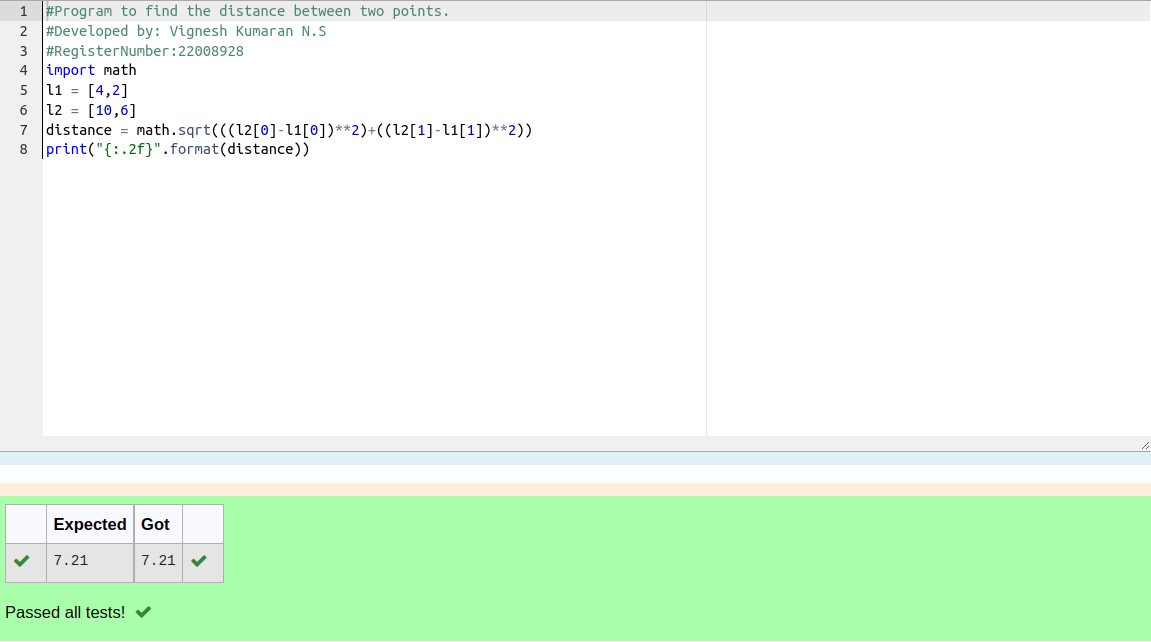 1 #Program to find the distance between two points.
2 #Developed by: Vignesh Kumaran N.S
3 #RegisterNumber:22008928
4 import math
5 l1 = [4,2]
6 l2 = [10,6]
7 distance = math.sqrt(((l2[0]-l1[0])**2)+((l2[1]-l1[1])**2))
8 print("{:.2f}".format(distance))
Expected Got
7.21 7.21
Passed all tests!